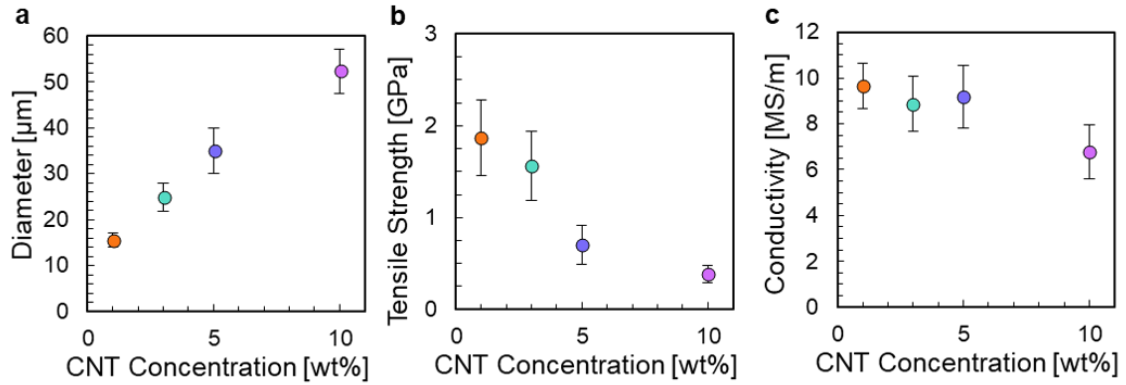 a
60
50
40
30
20
10
0
Diameter [µm]
0 5 10
CNT Concentration [wt%]
b
3
2
1
0
Tensile Strength [GPa]
0 5 10
CNT Concentration [wt%]
c
12
10
8
6
4
2
0
Conductivity [MS/m]
0 5 10
CNT Concentration [wt%]